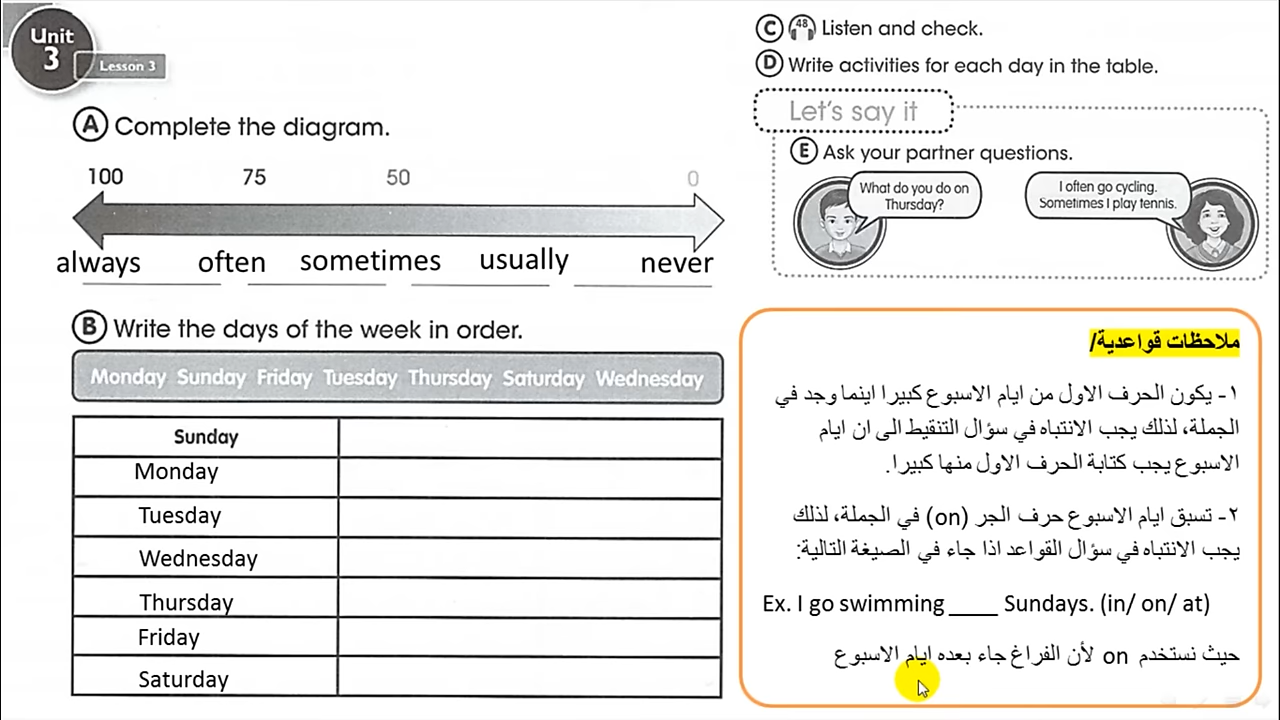 Unit
3
Lesson 3
A Complete the diagram.
100 75 50 0
always often sometimes usually never
B Write the days of the week in order.
Monday Sunday Friday Tuesday Thursday Saturday Wednesday
Sunday
Monday
Tuesday
Wednesday
Thursday
Friday
Saturday
C 48 Listen and check.
D Write activities for each day in the table.
Let's say it
E Ask your partner questions.
What do you do on
Thursday?
I often go cycling.
Sometimes I play tennis.
ملاحظات قواعدية/
١- يكون الحرف الاول من ايام الاسبوع كبيرا اينما وجد في
الجملة، لذلك يجب الانتباه في سؤال التنقيط الى ان ايام
الاسبوع يجب كتابة الحرف الاول منها كبيرا.
٢- تسبق ايام الاسبوع حرف الجر (on) في الجملة، لذلك
يجب الانتباه في سؤال القواعد اذا جاء في الصيغة التالية:
Ex. I go swimming ____ Sundays. (in/ on/ at)
حيث نستخدم on لأن الفراغ جاء بعده ايام الاسبوع